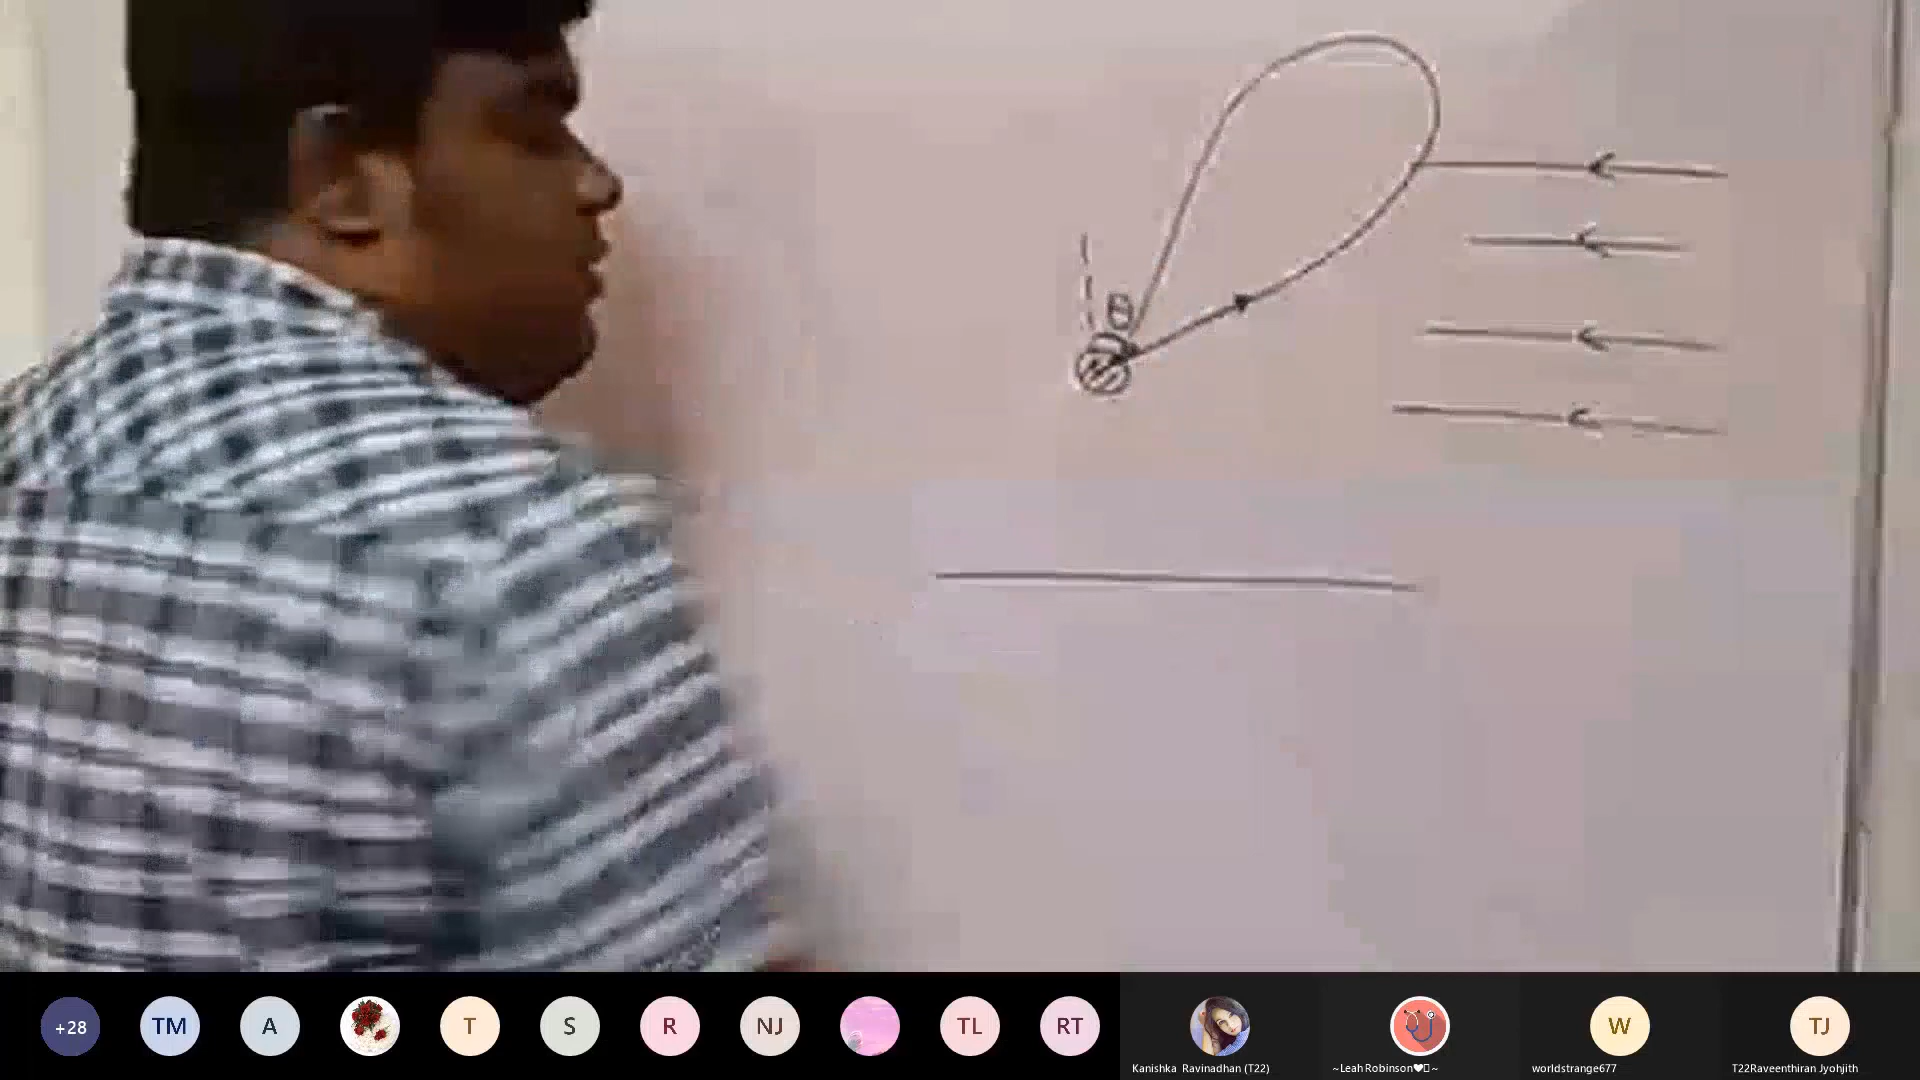 θ
+28
TM
A
T
S
R
NJ
TL
RT
W
TJ
Kanishka Ravinadhan (T22)
~Leah Robinson❤~
worldstrange677
T22Raveenthiran Jyohjith